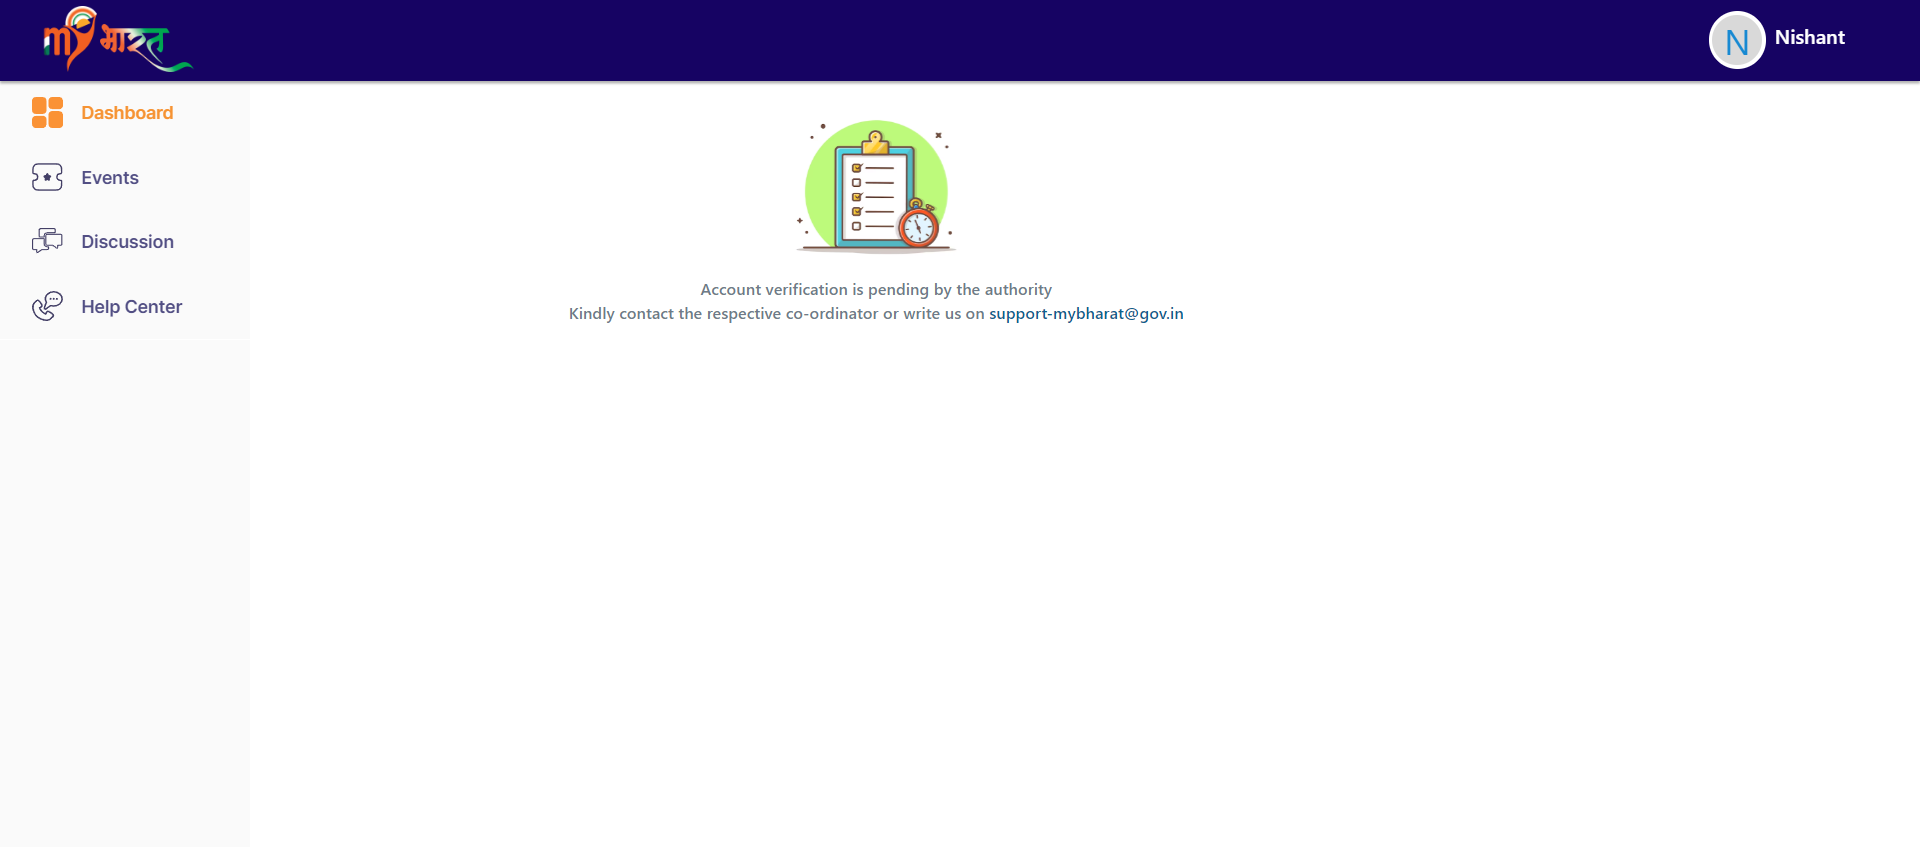 my भारत
N
Nishant
Dashboard
Events
Discussion
Help Center
Account verification is pending by the authority
Kindly contact the respective co-ordinator or write us on support-mybharat@gov.in